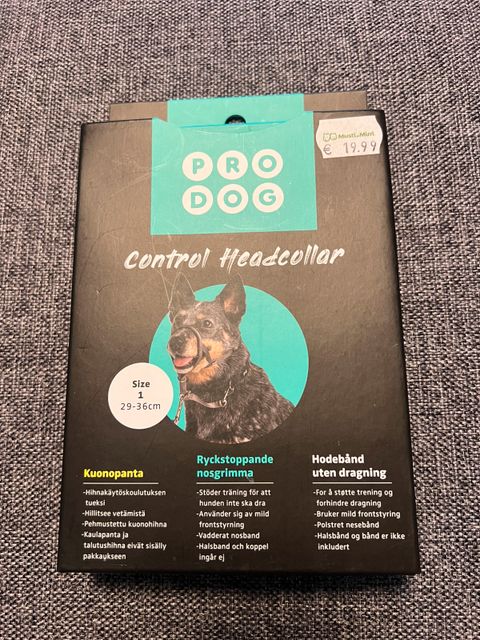 PRO
DOG
Musti&Mirri
€ 19.99
Control Headcollar
Size
1
29-36cm
Kuonopanta
-Hihnakäytöskoulutuksen
tueksi
-Hillitsee vetämistä
-Pehmustettu kuonohihna
-Kaulapanta ja
talutushihna eivät sisälly
pakkaykseen
Ryckstoppande
nosgrimma
-Stöder träning för att
hunden inte ska dra
-Använder sig av mild
frontstyrning
-Vadderat nosband
-Halsband och koppel
ingår ej
Hodebånd
uten dragning
-For å støtte trening og
forhindre dragning
-Bruker mild frontstyring
-Poistret nesebånd
-Halsbånd og bånd er ikke
inkludert